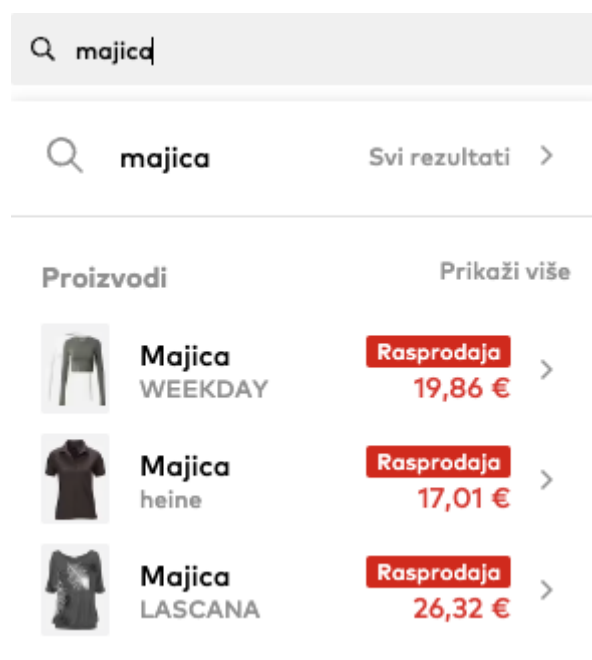 majica
majica Svi rezultati
Proizvodi Prikaži više
Majica Rasprodaja
WEEKDAY 19,86 €
Majica Rasprodaja
heine 17,01 €
Majica Rasprodaja
LASCANA 26,32 €